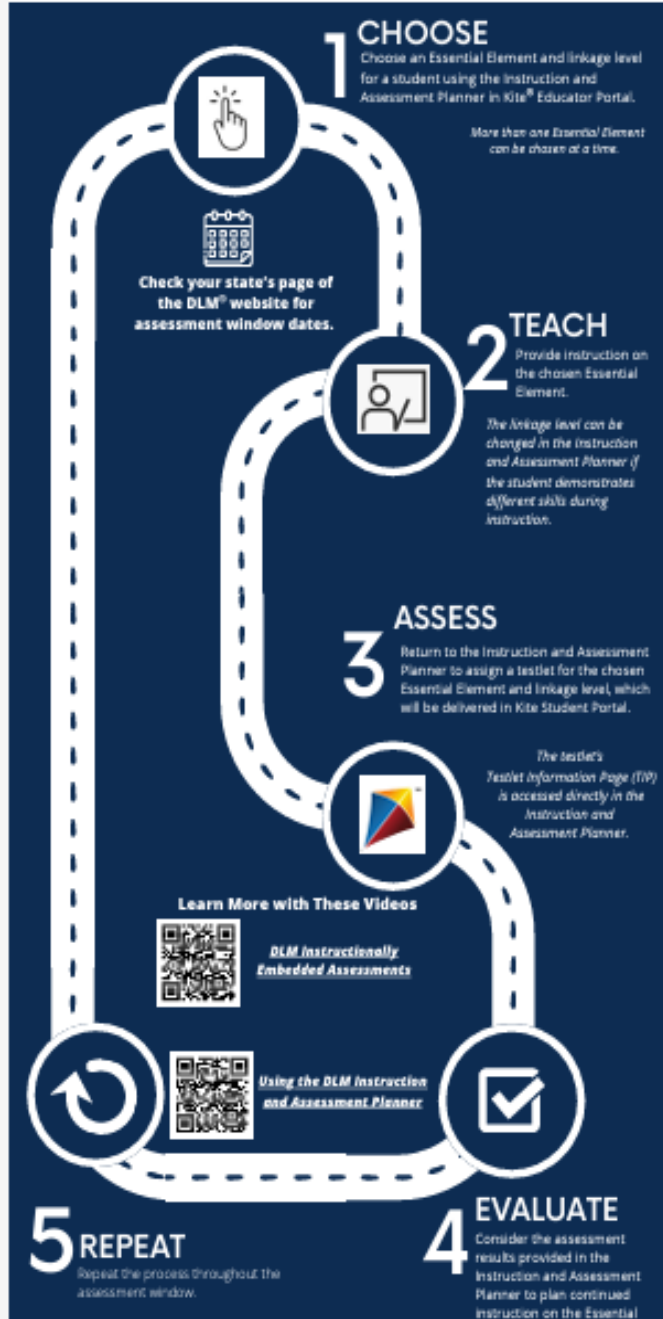 1 CHOOSE
Choose an Essential Element and linkage level
for a student using the Instruction and
Assessment Planner in Kite® Educator Portal.
More than one Essential Element
can be chosen at a time.
Check your state's page of
the DLM® website for
assessment window dates.
2 TEACH
Provide instruction on
the chosen Essential
Element.
The linkage level can be
changed in the Instruction
and Assessment Planner if
the student demonstrates
different skills during
instruction.
3 ASSESS
Return to the Instruction and Assessment
Planner to assign a testlet for the chosen
Essential Element and linkage level, which
will be delivered in Kite Student Portal.
The testlet's
Testlet Information Page (TIP)
is accessed directly in the
Instruction and
Assessment Planner.
Learn More with These Videos
DLM Instructionally
Embedded Assessments
Using the DLM Instruction
and Assessment Planner
4 EVALUATE
Consider the assessment
results provided in the
Instruction and Assessment
Planner to plan continued
instruction on the Essential
5 REPEAT
Repeat the process throughout the
assessment window.